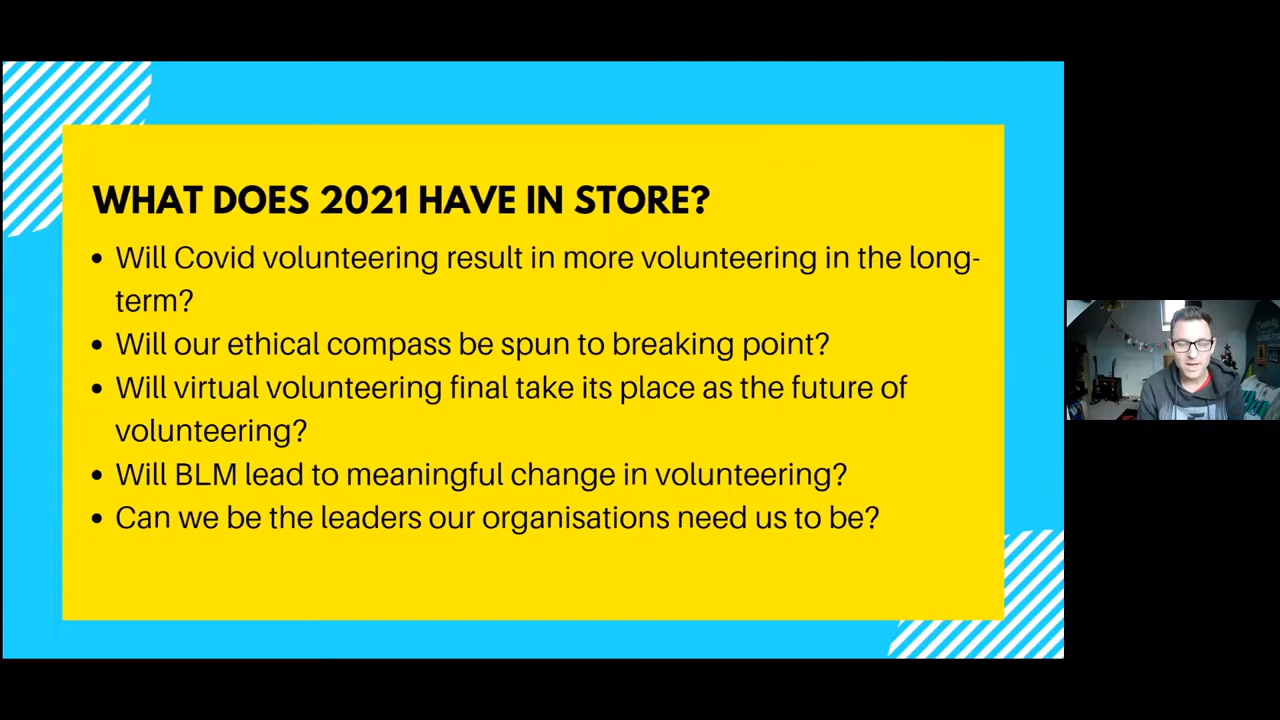 WHAT DOES 2021 HAVE IN STORE?
• Will Covid volunteering result in more volunteering in the long-
term?
• Will our ethical compass be spun to breaking point?
• Will virtual volunteering final take its place as the future of
volunteering?
• Will BLM lead to meaningful change in volunteering?
• Can we be the leaders our organisations need us to be?